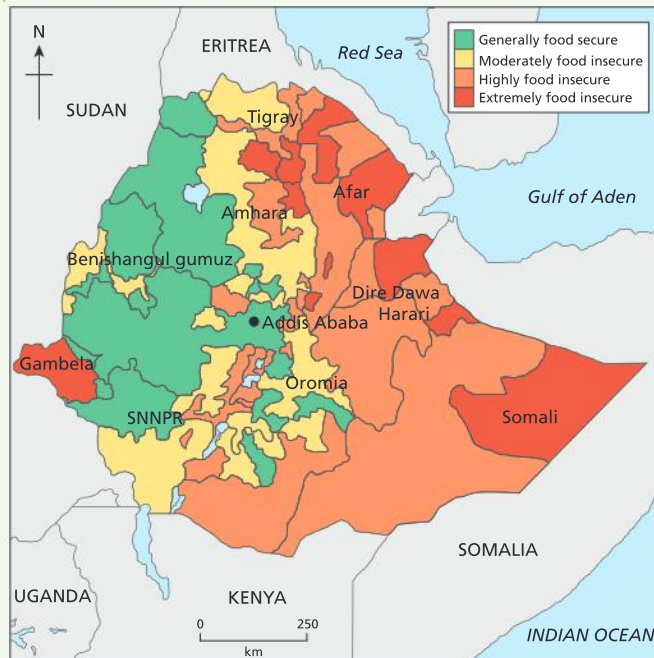 N
ERITREA
Red Sea
Generally food secure
Moderately food insecure
Highly food insecure
Extremely food insecure
SUDAN
Tigray
Afar
Gulf of Aden
Amhara
Benishangul gumuz
Dire Dawa
Harari
Addis Ababa
Gambela
Oromia
SNNPR
Somali
SOMALIA
UGANDA
KENYA
0 250
km
INDIAN OCEAN